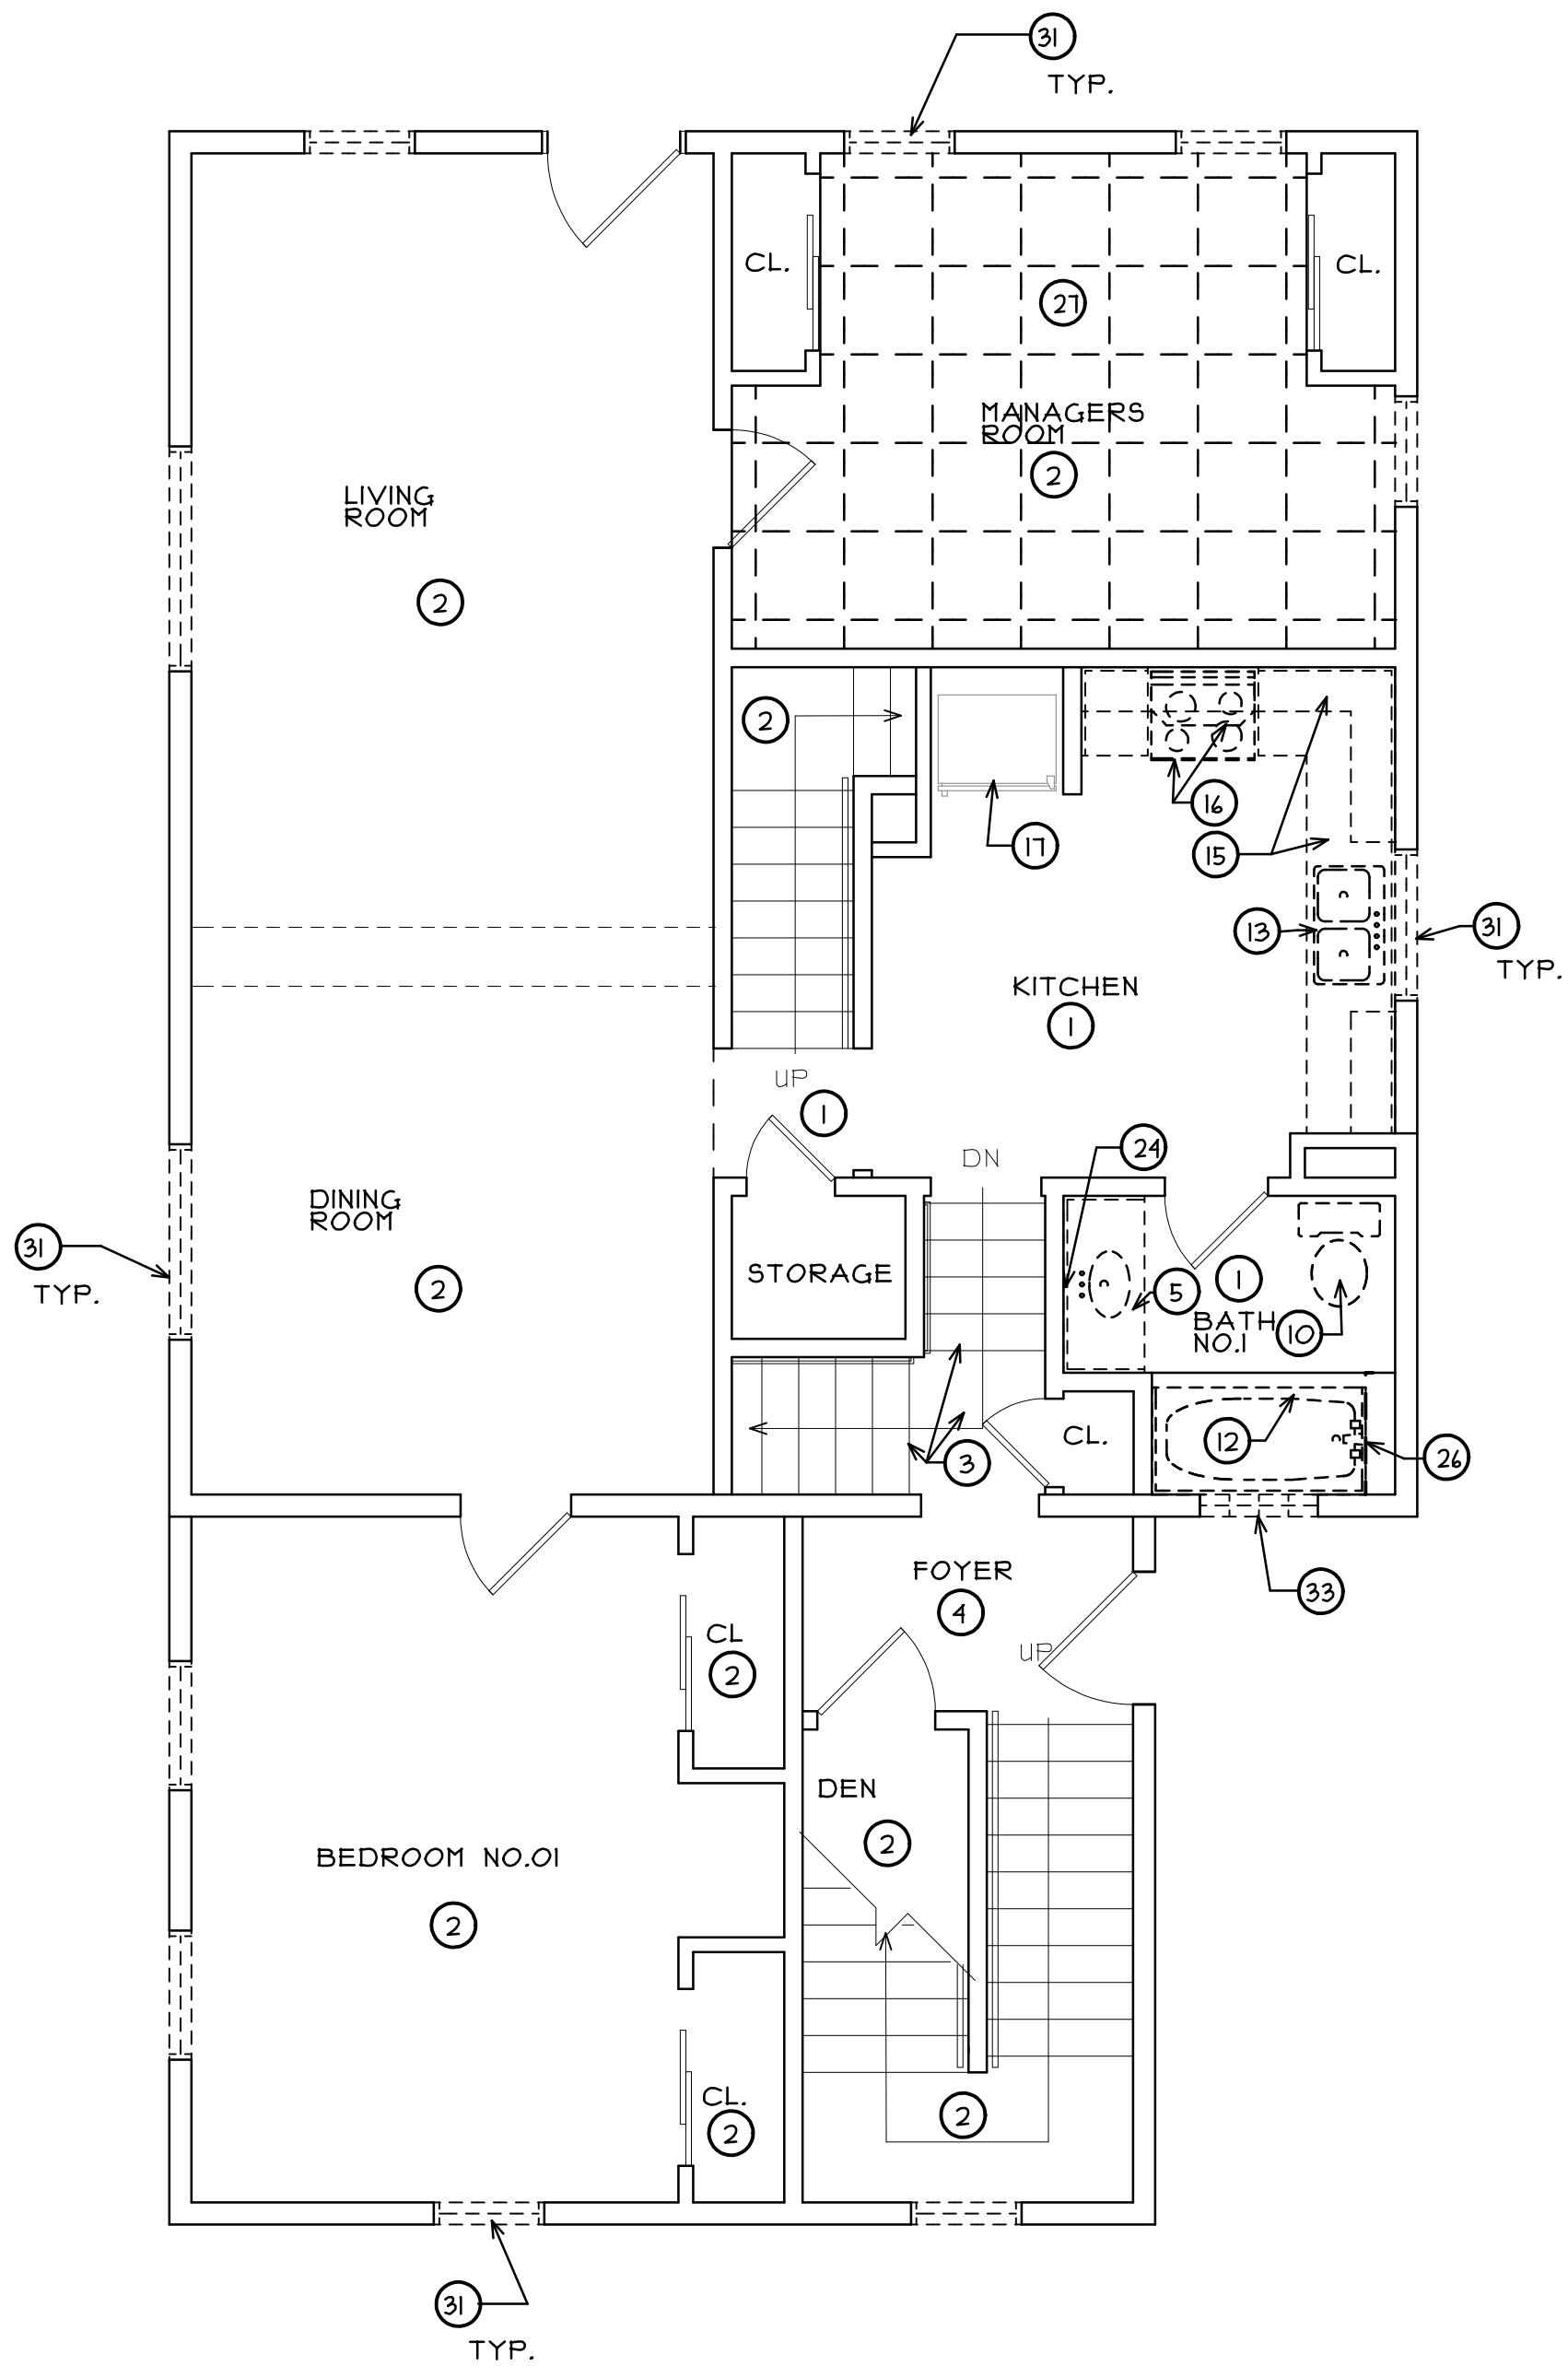 31
TYP.
CL.
CL.
27
MANAGERS
ROOM
2
LIVING
ROOM
2
2
16
17
15
13
31
TYP.
KITCHEN
1
UP
1
DN
24
DINING
ROOM
2
31
TYP.
STORAGE
5
1
BATH
NO.1
10
CL.
12
26
3
FOYER
4
33
UP
CL
2
DEN
2
BEDROOM NO.01
2
CL.
2
2
31
TYP.